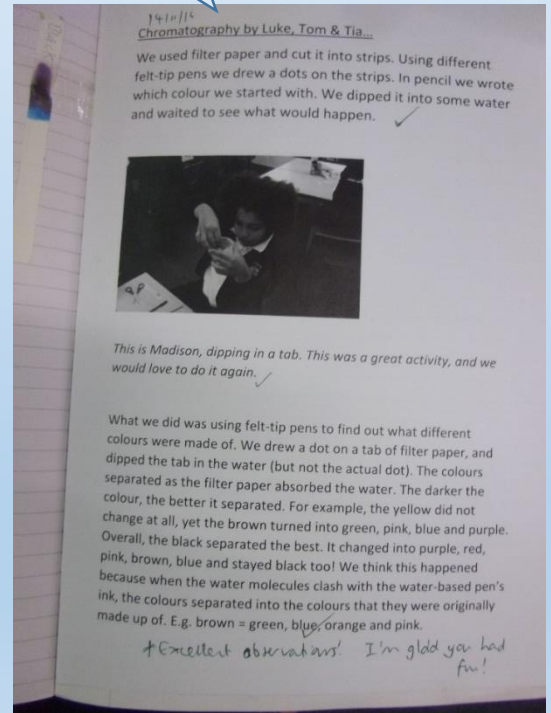 14/11/16
Chromatography by Luke, Tom & Tia...
We used filter paper and cut it into strips. Using different
felt-tip pens we drew a dots on the strips. In pencil we wrote
which colour we started with. We dipped it into some water
and waited to see what would happen.
This is Madison, dipping in a tab. This was a great activity, and we
would love to do it again.
What we did was using felt-tip pens to find out what different
colours were made of. We drew a dot on a tab of filter paper, and
dipped the tab in the water (but not the actual dot). The colours
separated as the filter paper absorbed the water. The darker the
colour, the better it separated. For example, the yellow did not
change at all, yet the brown turned into green, pink, blue and purple.
Overall, the black separated the best. It changed into purple, red,
pink, brown, blue and stayed black too! We think this happened
because when the water molecules clash with the water-based pen's
ink, the colours separated into the colours that they were originally
made up of. E.g. brown = green, blue, orange and pink.
+ Excellent observations! I'm glad you had
fun!